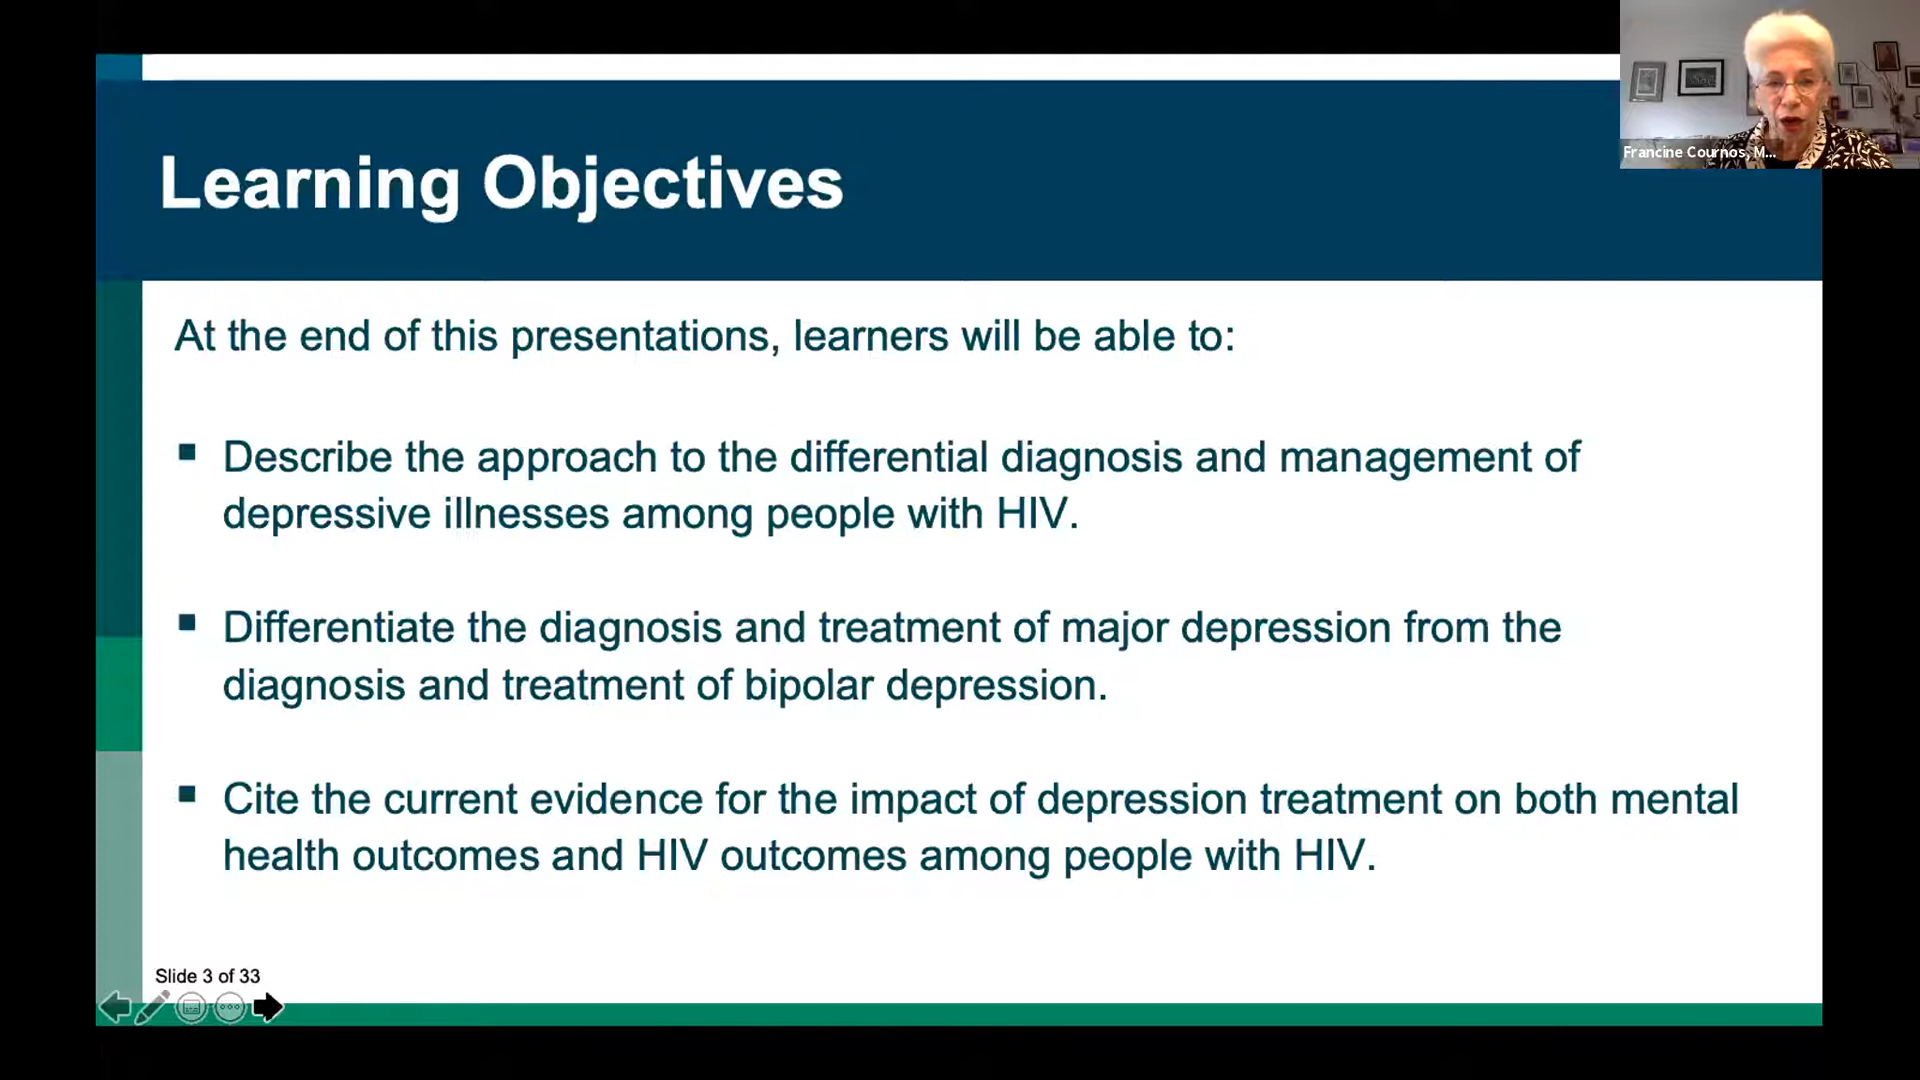 Learning Objectives
Francine Cournos, M...
At the end of this presentations, learners will be able to:
▪ Describe the approach to the differential diagnosis and management of
depressive illnesses among people with HIV.
▪ Differentiate the diagnosis and treatment of major depression from the
diagnosis and treatment of bipolar depression.
▪ Cite the current evidence for the impact of depression treatment on both mental
health outcomes and HIV outcomes among people with HIV.
Slide 3 of 33